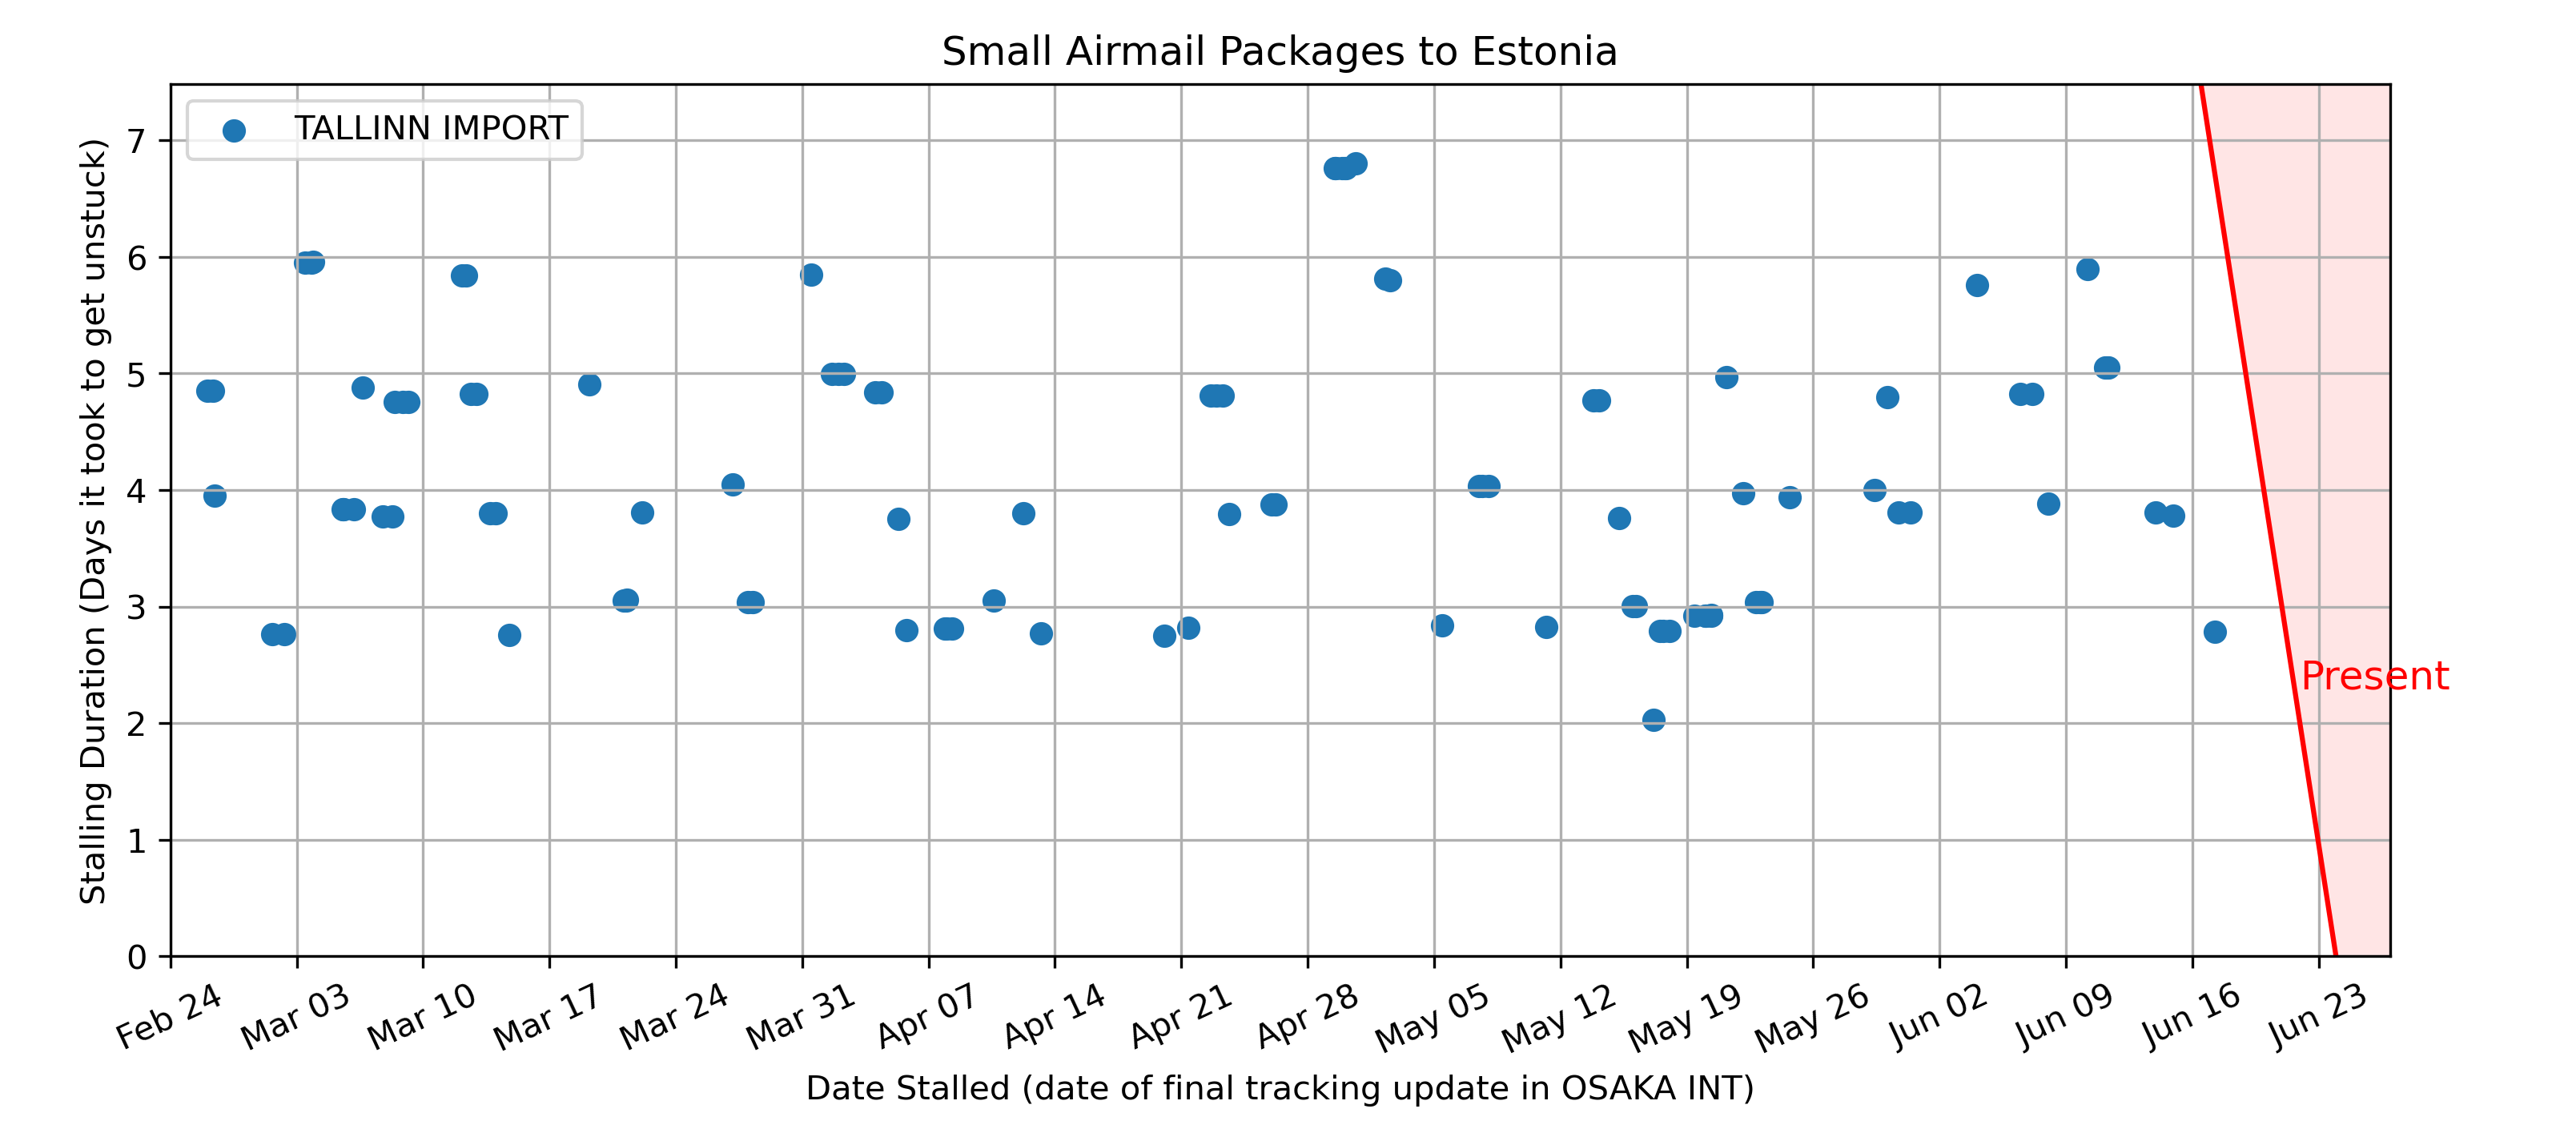 Small Airmail Packages to Estonia
TALLINN IMPORT
Stalling Duration (Days it took to get unstuck)
7
6
5
4
3
2
1
0
Present
Feb 24
Mar 03
Mar 10
Mar 17
Mar 24
Mar 31
Apr 07
Apr 14
Apr 21
Apr 28
May 05
May 12
May 19
May 26
Jun 02
Jun 09
Jun 16
Jun 23
Date Stalled (date of final tracking update in OSAKA INT)